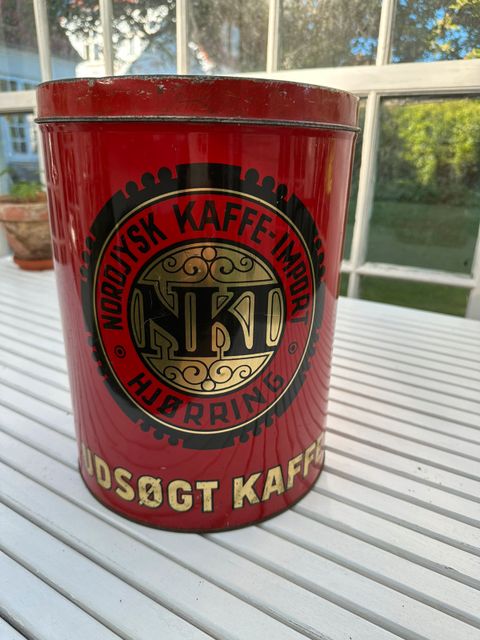 NORDJYSK KAFFE-IMPORT
NKI
HJØRRING
UDSØGT KAFFE